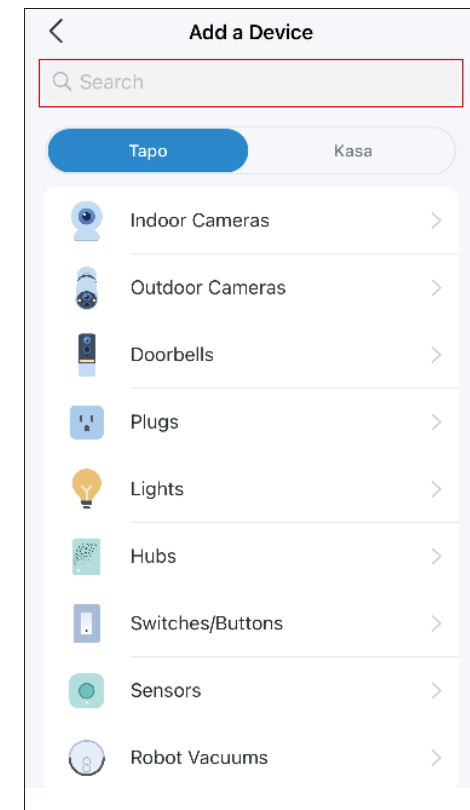 Add a Device
Search
Tapo Kasa
Indoor Cameras
Outdoor Cameras
Doorbells
Plugs
Lights
Hubs
Switches/Buttons
Sensors
Robot Vacuums